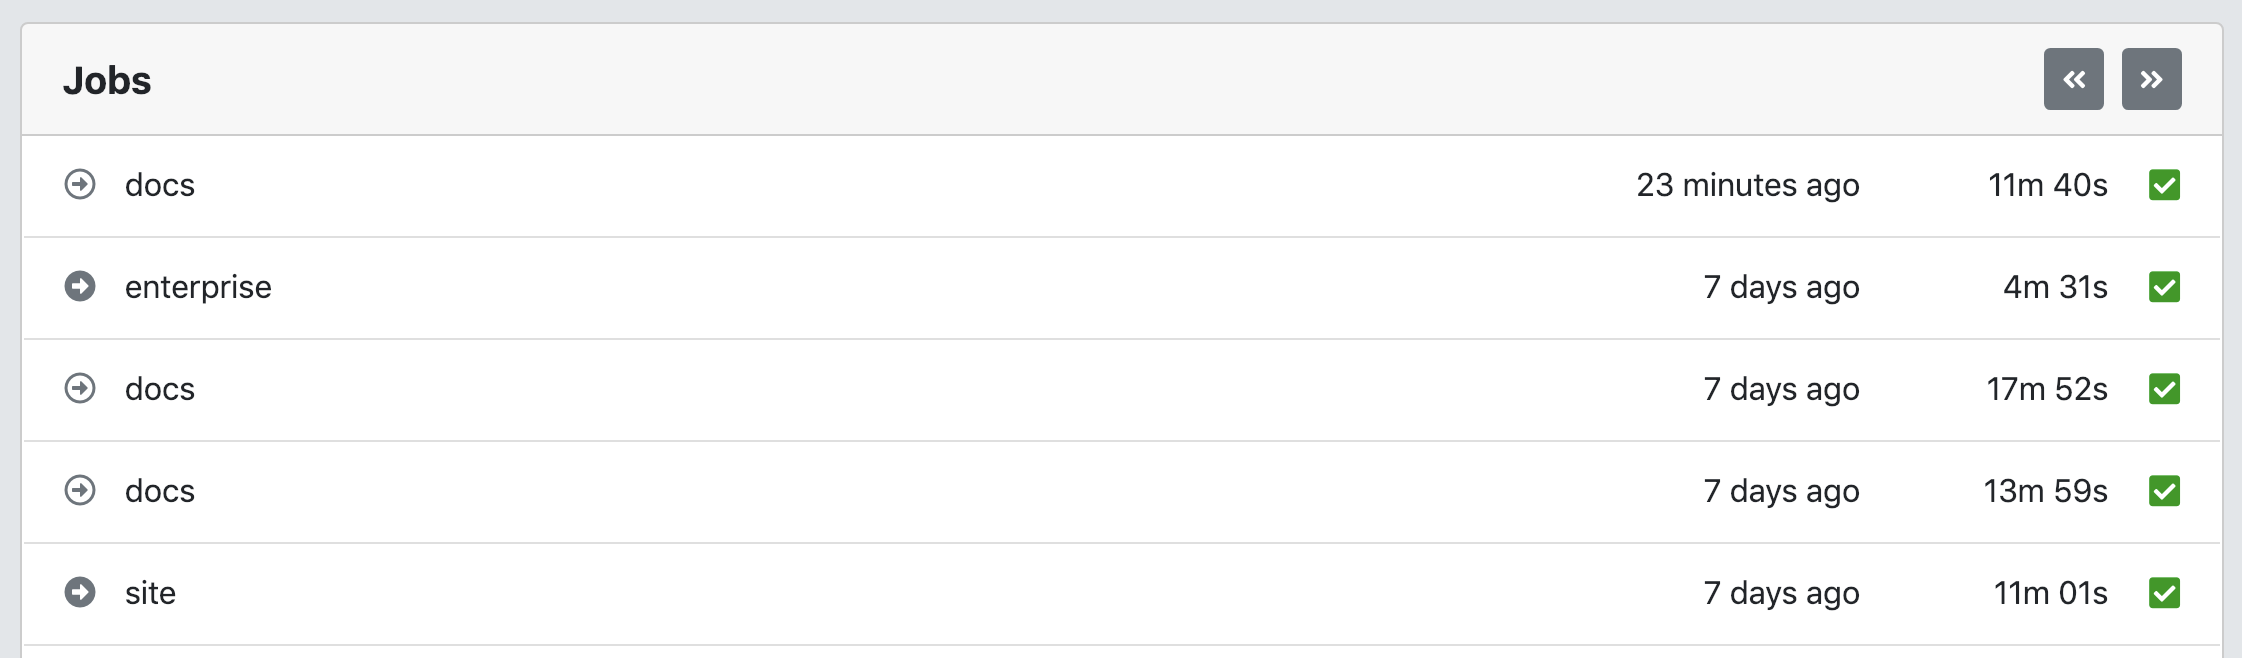 Jobs
docs 23 minutes ago 11m 40s
enterprise 7 days ago 4m 31s
docs 7 days ago 17m 52s
docs 7 days ago 13m 59s
site 7 days ago 11m 01s